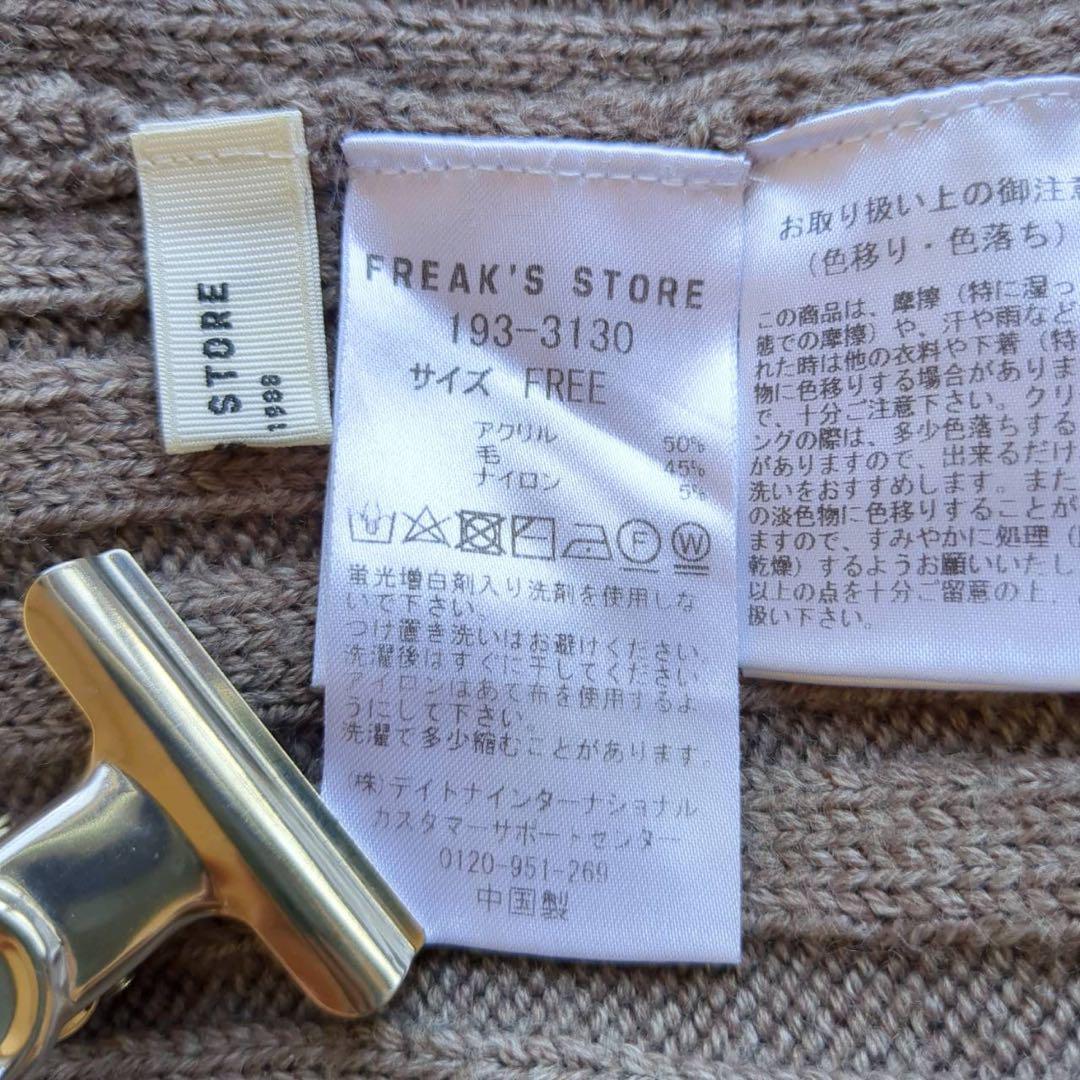 STORE
1988
FREAK'S STORE
193-3130
サイズ FREE
アクリル 50%
毛 45%
ナイロン 5%
F W
蛍光増白剤入り洗剤を使用しな
いで下さい。
つけ置き洗いはお避けください。
洗濯後はすぐに干してください
アイロンはあて布を使用するよ
うにして下さい。
洗濯で多少縮むことがあります。
(株)デイトナインターナショナル
カスタマーサポートセンター
0120-951-269
中国製
お取り扱い上の御注意
(色移り・色落ち)
この商品は、摩擦(特に湿っ
態での摩擦)や、汗や雨など
れた時は他の衣料や下着(特
物に色移りする場合がありま
で、十分ご注意下さい。クリ
ングの際は、多少色落ちする
がありますので、出来るだけ
洗いをおすすめします。また
の淡色物に色移りすることが
ますので、すみやかに処理(
乾燥)するようお願いいたし
以上の点を十分ご留意の上、
扱い下さい。